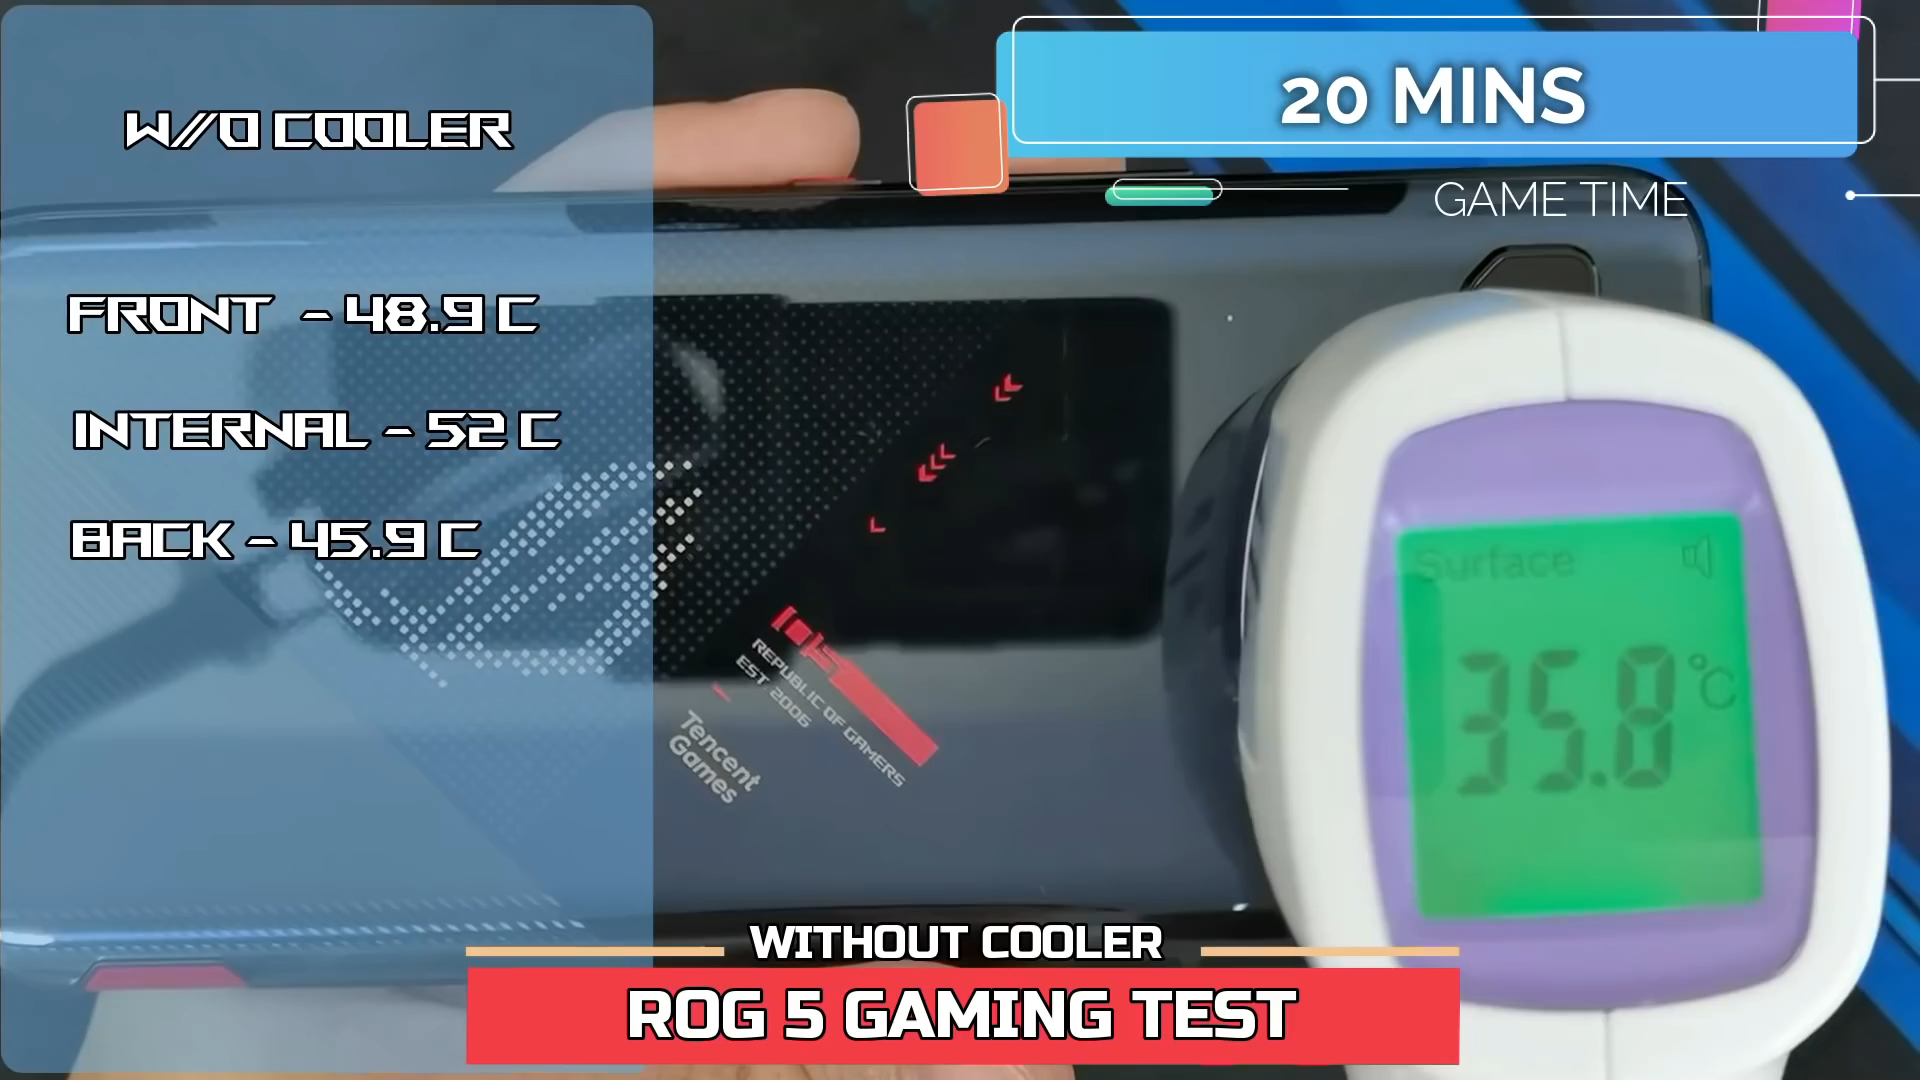 W/O COOLER
FRONT - 48.9 C
INTERNAL - 52 C
BACK - 45.9 C
20 MINS
GAME TIME
REPUBLIC OF GAMERS
EST. 2006
Tencent
Games
Surface
35.8 °C
WITHOUT COOLER
ROG 5 GAMING TEST